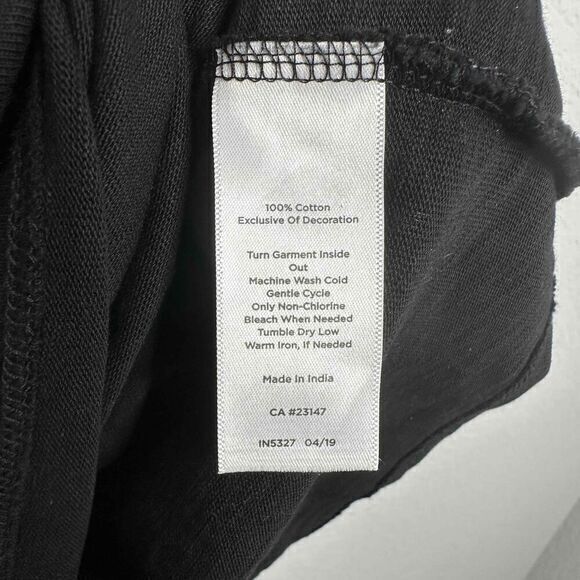 100% Cotton
Exclusive Of Decoration
Turn Garment Inside
Out
Machine Wash Cold
Gentle Cycle
Only Non-Chlorine
Bleach When Needed
Tumble Dry Low
Warm Iron, If Needed
Made In India
CA #23147
IN5327 04/19